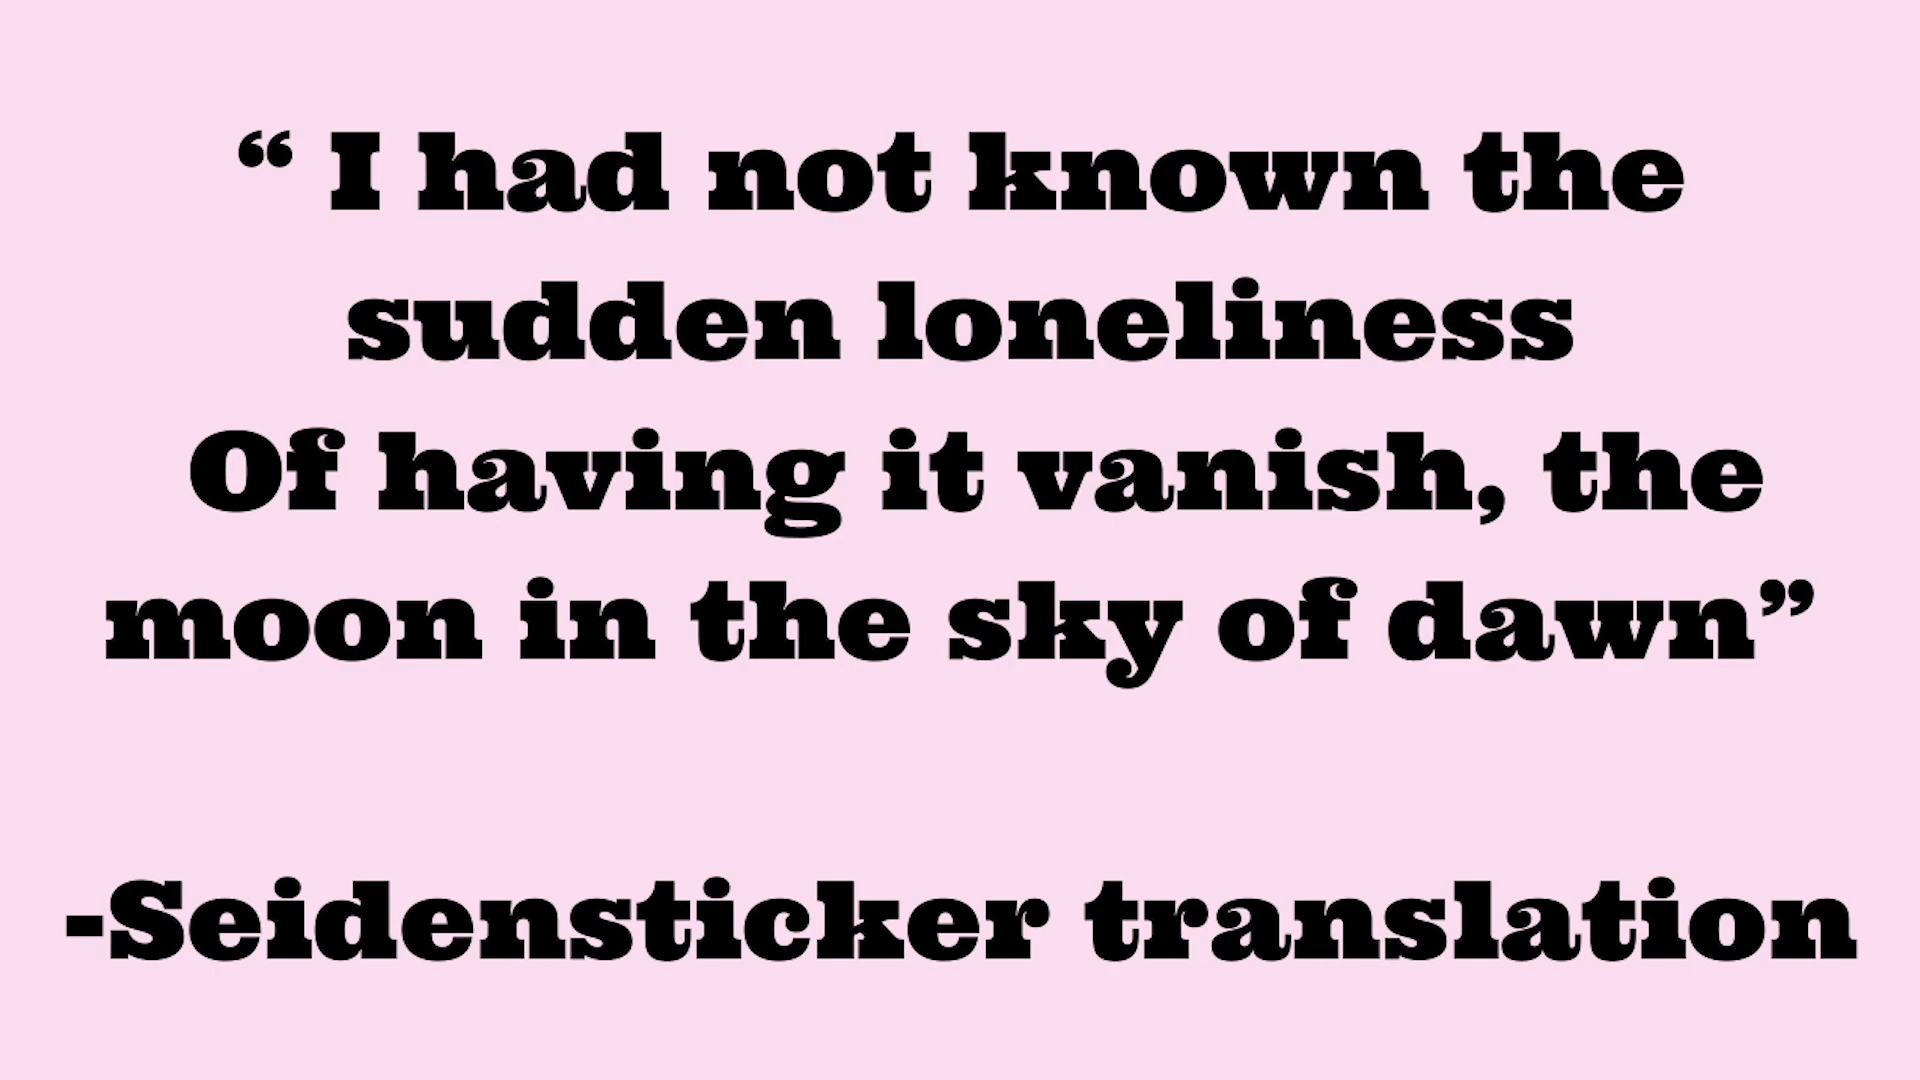 “ I had not known the
sudden loneliness
Of having it vanish, the
moon in the sky of dawn”
-Seidensticker translation